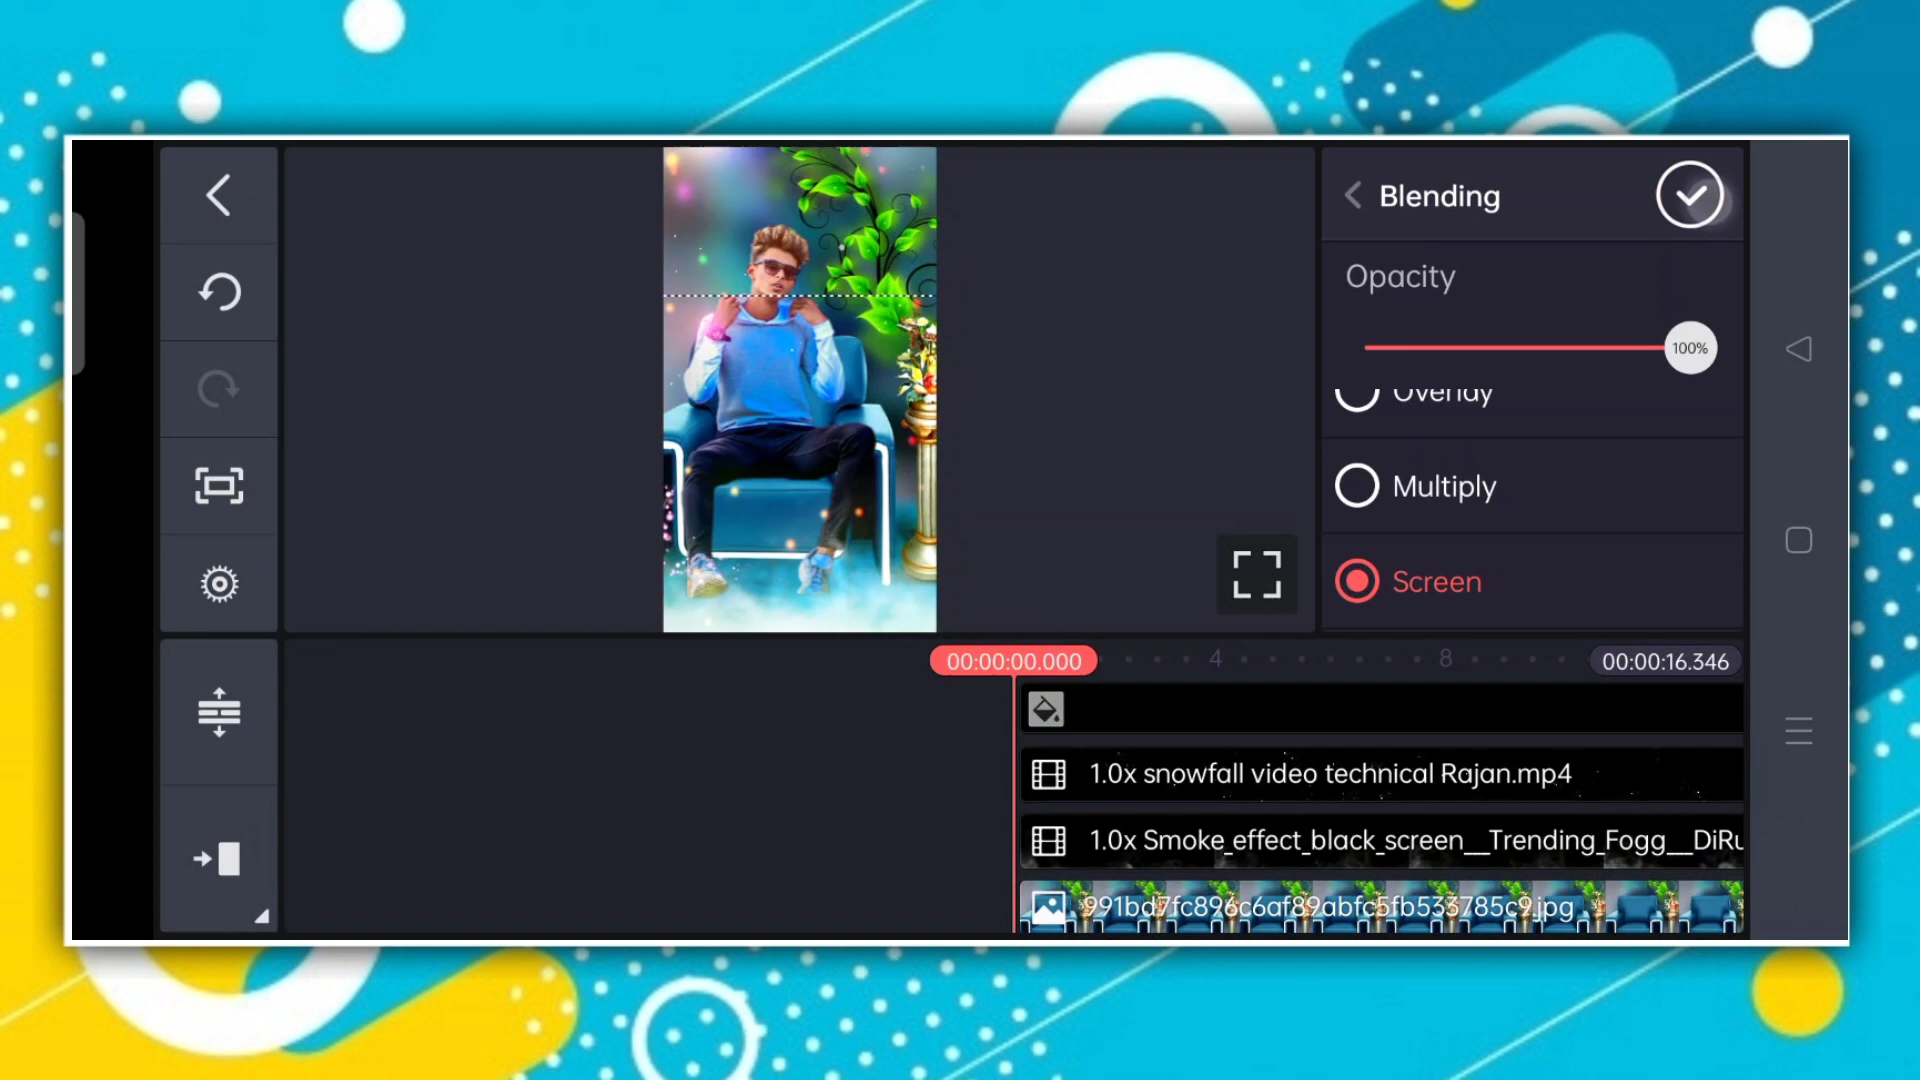 Blending
Opacity
100%
Overlay
Multiply
Screen
00:00:00.000
4
8
00:00:16.346
1.0x snowfall video technical Rajan.mp4
1.0x Smoke_effect_black_screen__Trending_Fogg__DiRu
991bd7fc896c6af89abfc5fb533785c9.jpg